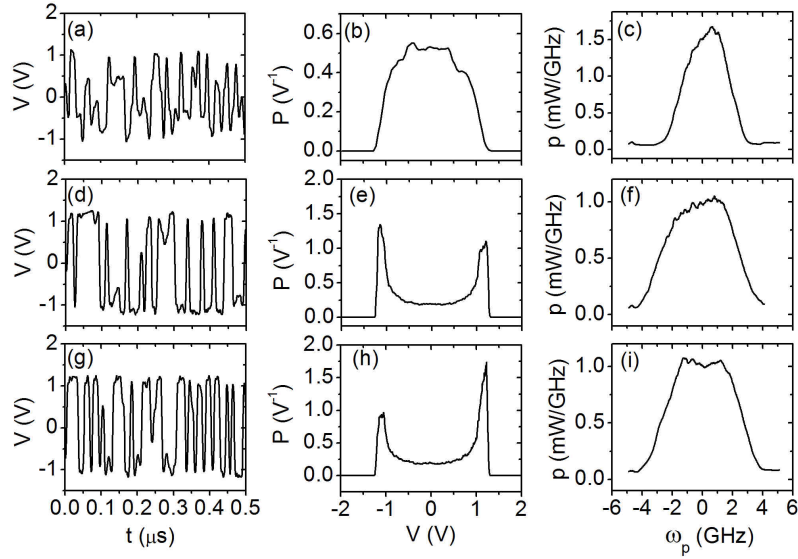 (a)
V (V)
2
1
0
-1
(b)
P (V⁻¹)
0.6
0.4
0.2
0.0
(c)
p (mW/GHz)
1.5
1.0
0.5
0.0
(d)
V (V)
2
1
0
-1
(e)
P (V⁻¹)
2.0
1.5
1.0
0.5
0.0
(f)
p (mW/GHz)
1.0
0.5
0.0
(g)
V (V)
2
1
0
-1
0.0 0.1 0.2 0.3 0.4 0.5
t (μs)
(h)
P (V⁻¹)
2.0
1.5
1.0
0.5
0.0
-2 -1 0 1 2
V (V)
(i)
p (mW/GHz)
1.0
0.5
0.0
-6 -4 -2 0 2 4 6
ωp (GHz)